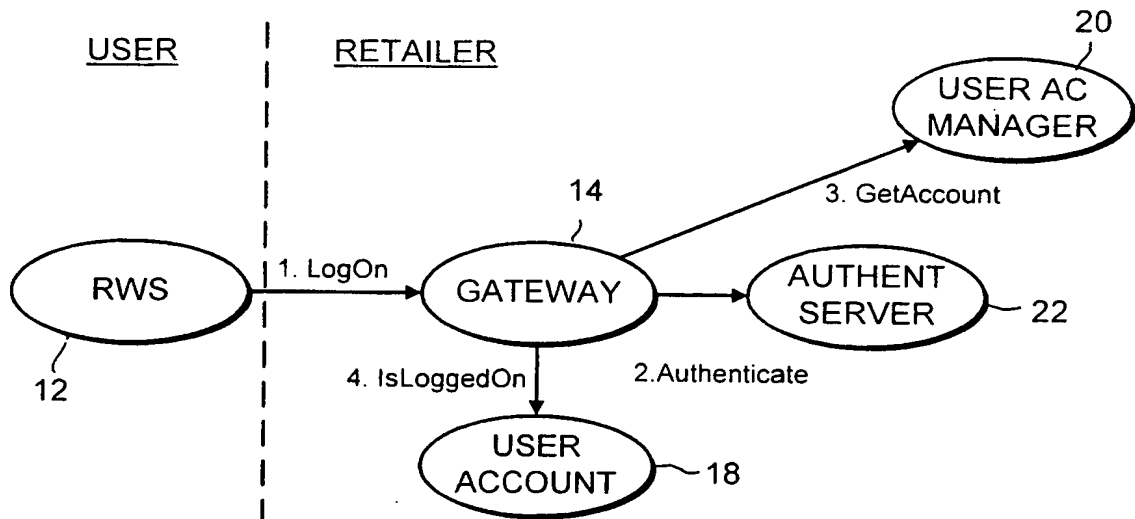 USER
RETAILER
20
USER AC
MANAGER
14
3. GetAccount
RWS
1. LogOn
GATEWAY
AUTHENT
SERVER
22
12
4. IsLoggedOn
2.Authenticate
USER
ACCOUNT
18